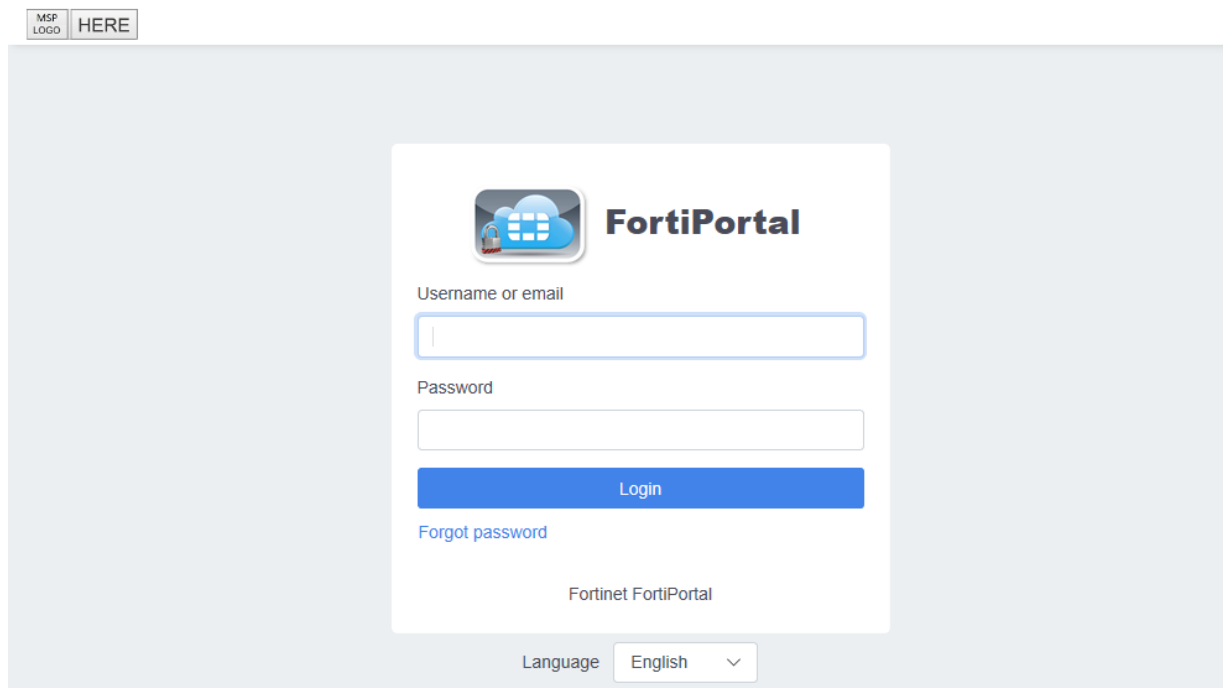 MSP
LOGO HERE
FortiPortal
Username or email
Password
Login
Forgot password
Fortinet FortiPortal
Language English